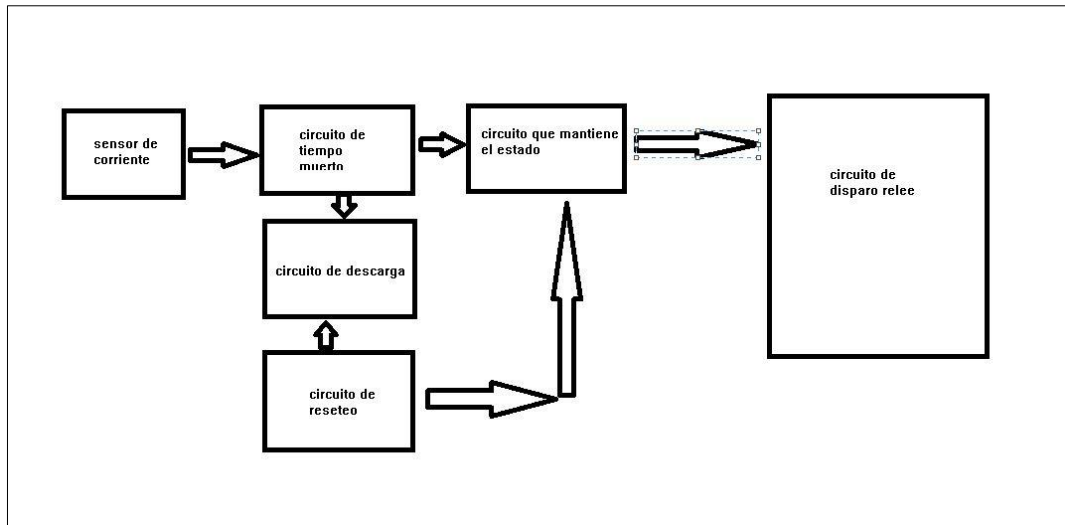 sensor de
corriente
circuito de
tiempo
muerto
circuito que mantiene
el estado
circuito de
disparo relee
circuito de descarga
circuito de
reseteo